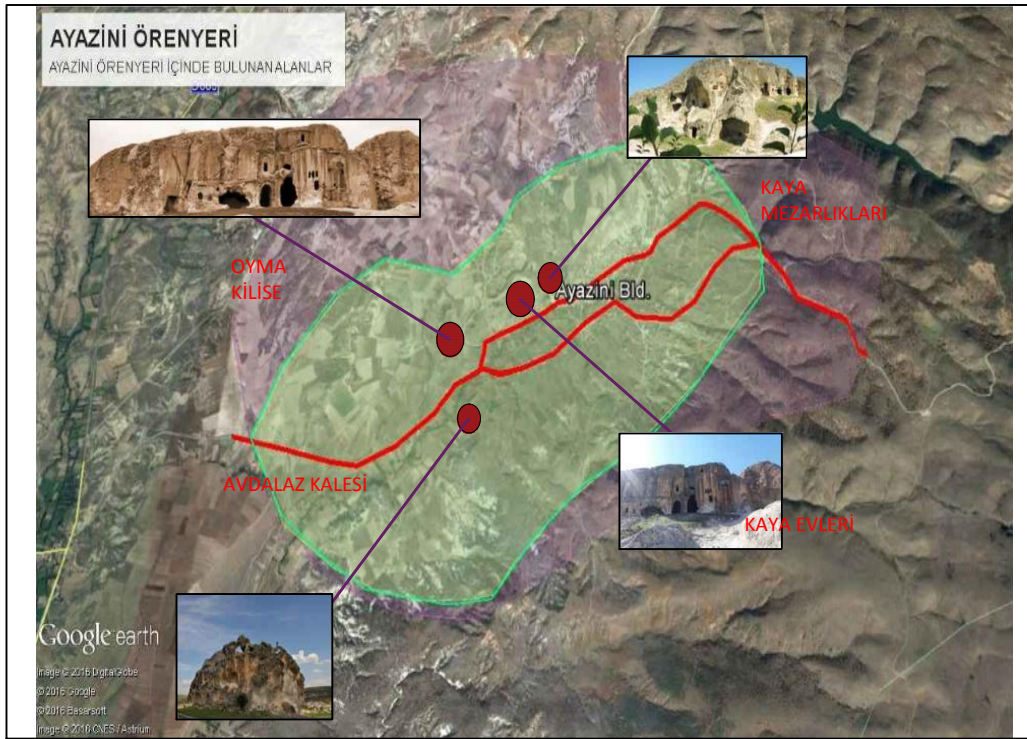 AYAZİNİ ÖRENYERİ
AYAZİNİ ÖRENYERİ İÇİNDE BULUNAN ALANLAR
KAYA
MEZARLIKLARI
OYMA
KİLİSE
Ayazini Bld.
AVDALAZ KALESİ
KAYA EVLERİ
Google earth
Image © 2016 DigitalGlobe
© 2016 Google
© 2016 Basarsoft
Image © 2016 CNES / Astrium